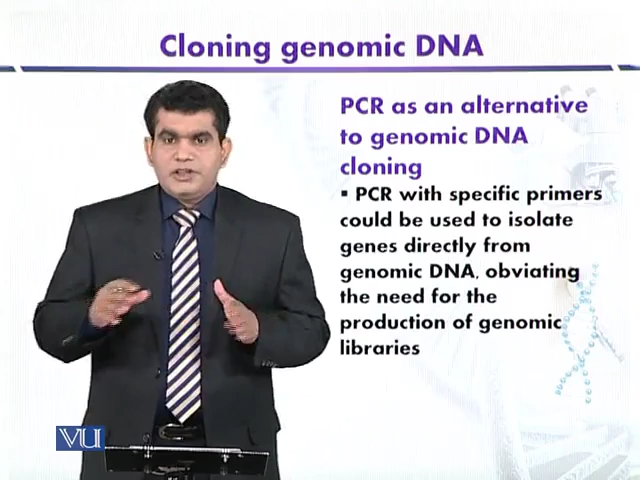 Cloning genomic DNA
PCR as an alternative
to genomic DNA
cloning
▪ PCR with specific primers
could be used to isolate
genes directly from
genomic DNA, obviating
the need for the
production of genomic
libraries
VU